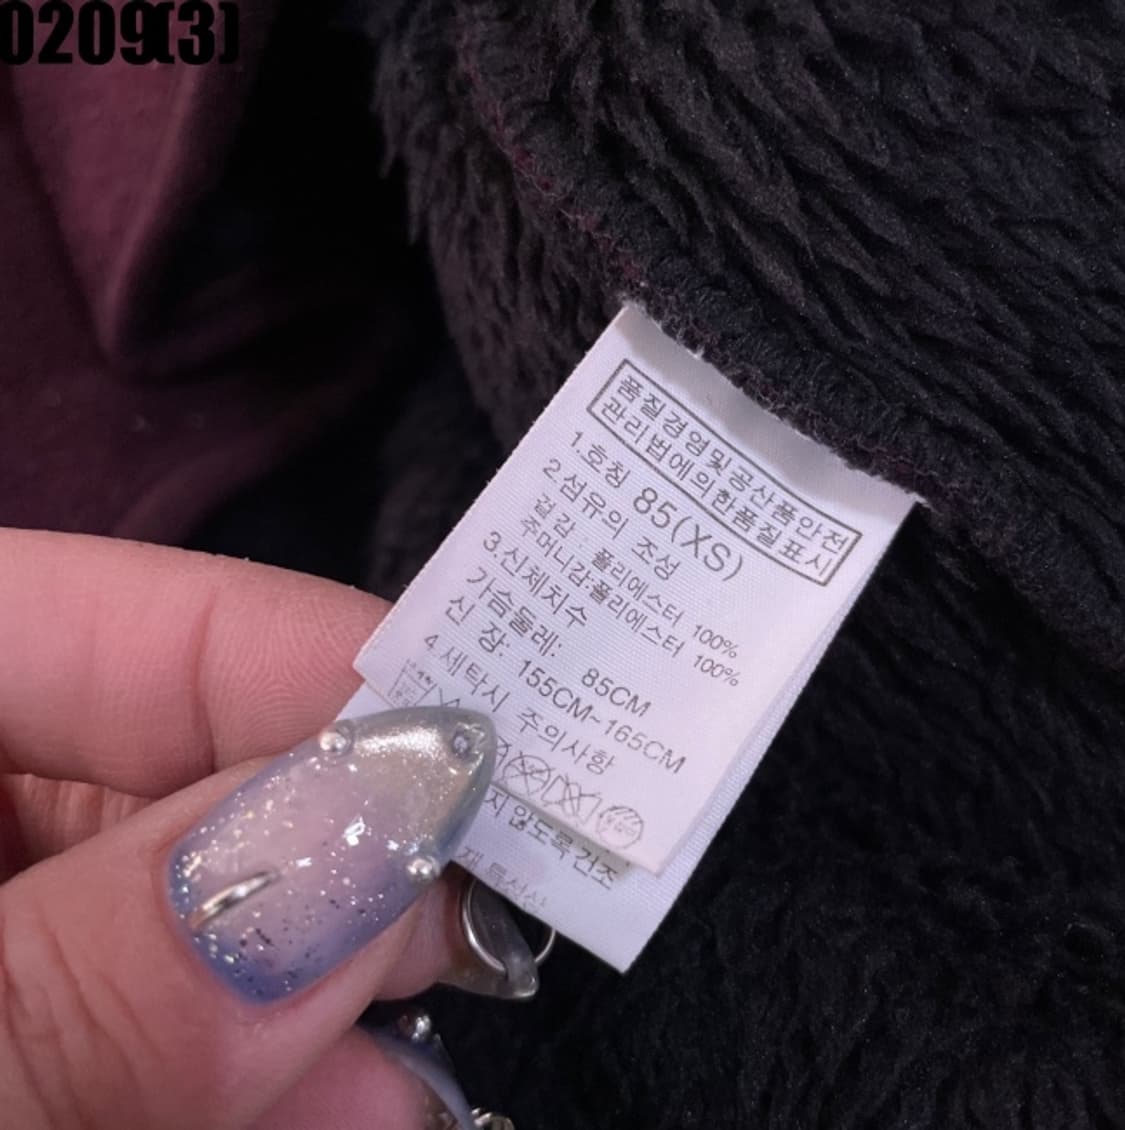 0209(3)
품질경영및공산품안전
관리법에의한품질표시
1.호칭 85(XS)
2.섬유의 조성
겉감 : 폴리에스터 100%
주머니감:폴리에스터 100%
3.신체치수
가슴둘레: 85CM
신 장: 155CM~165CM
4.세탁시 주의사항
지 않도록 건조
재 특성상